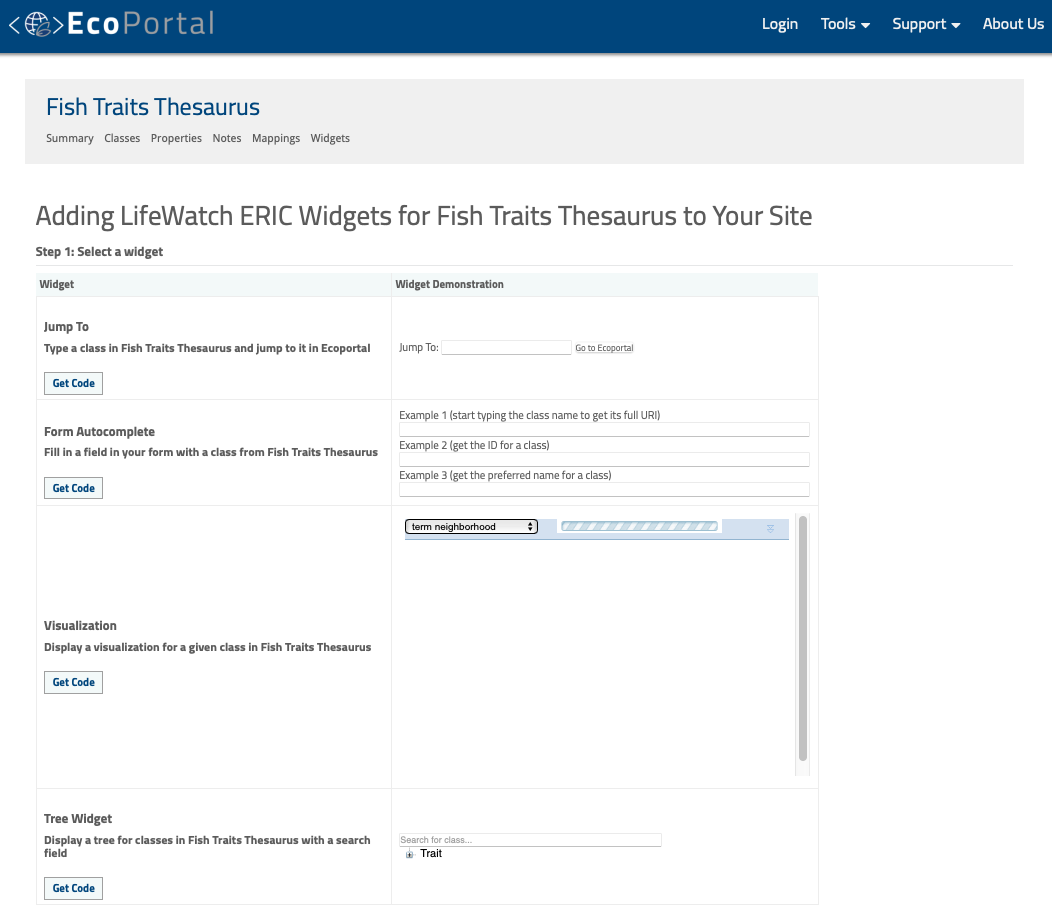 <EcoPortal
Login Tools Support About Us
Fish Traits Thesaurus
Summary Classes Properties Notes Mappings Widgets
Adding LifeWatch ERIC Widgets for Fish Traits Thesaurus to Your Site
Step 1: Select a widget
Widget Widget Demonstration
Jump To
Type a class in Fish Traits Thesaurus and jump to it in Ecoportal
Get Code
Jump To: Go to Ecoportal
Form Autocomplete
Fill in a field in your form with a class from Fish Traits Thesaurus
Get Code
Example 1 (start typing the class name to get its full URI)
Example 2 (get the ID for a class)
Example 3 (get the preferred name for a class)
Visualization
Display a visualization for a given class in Fish Traits Thesaurus
Get Code
term neighborhood
Tree Widget
Display a tree for classes in Fish Traits Thesaurus with a search
field
Get Code
Search for class...
Trait